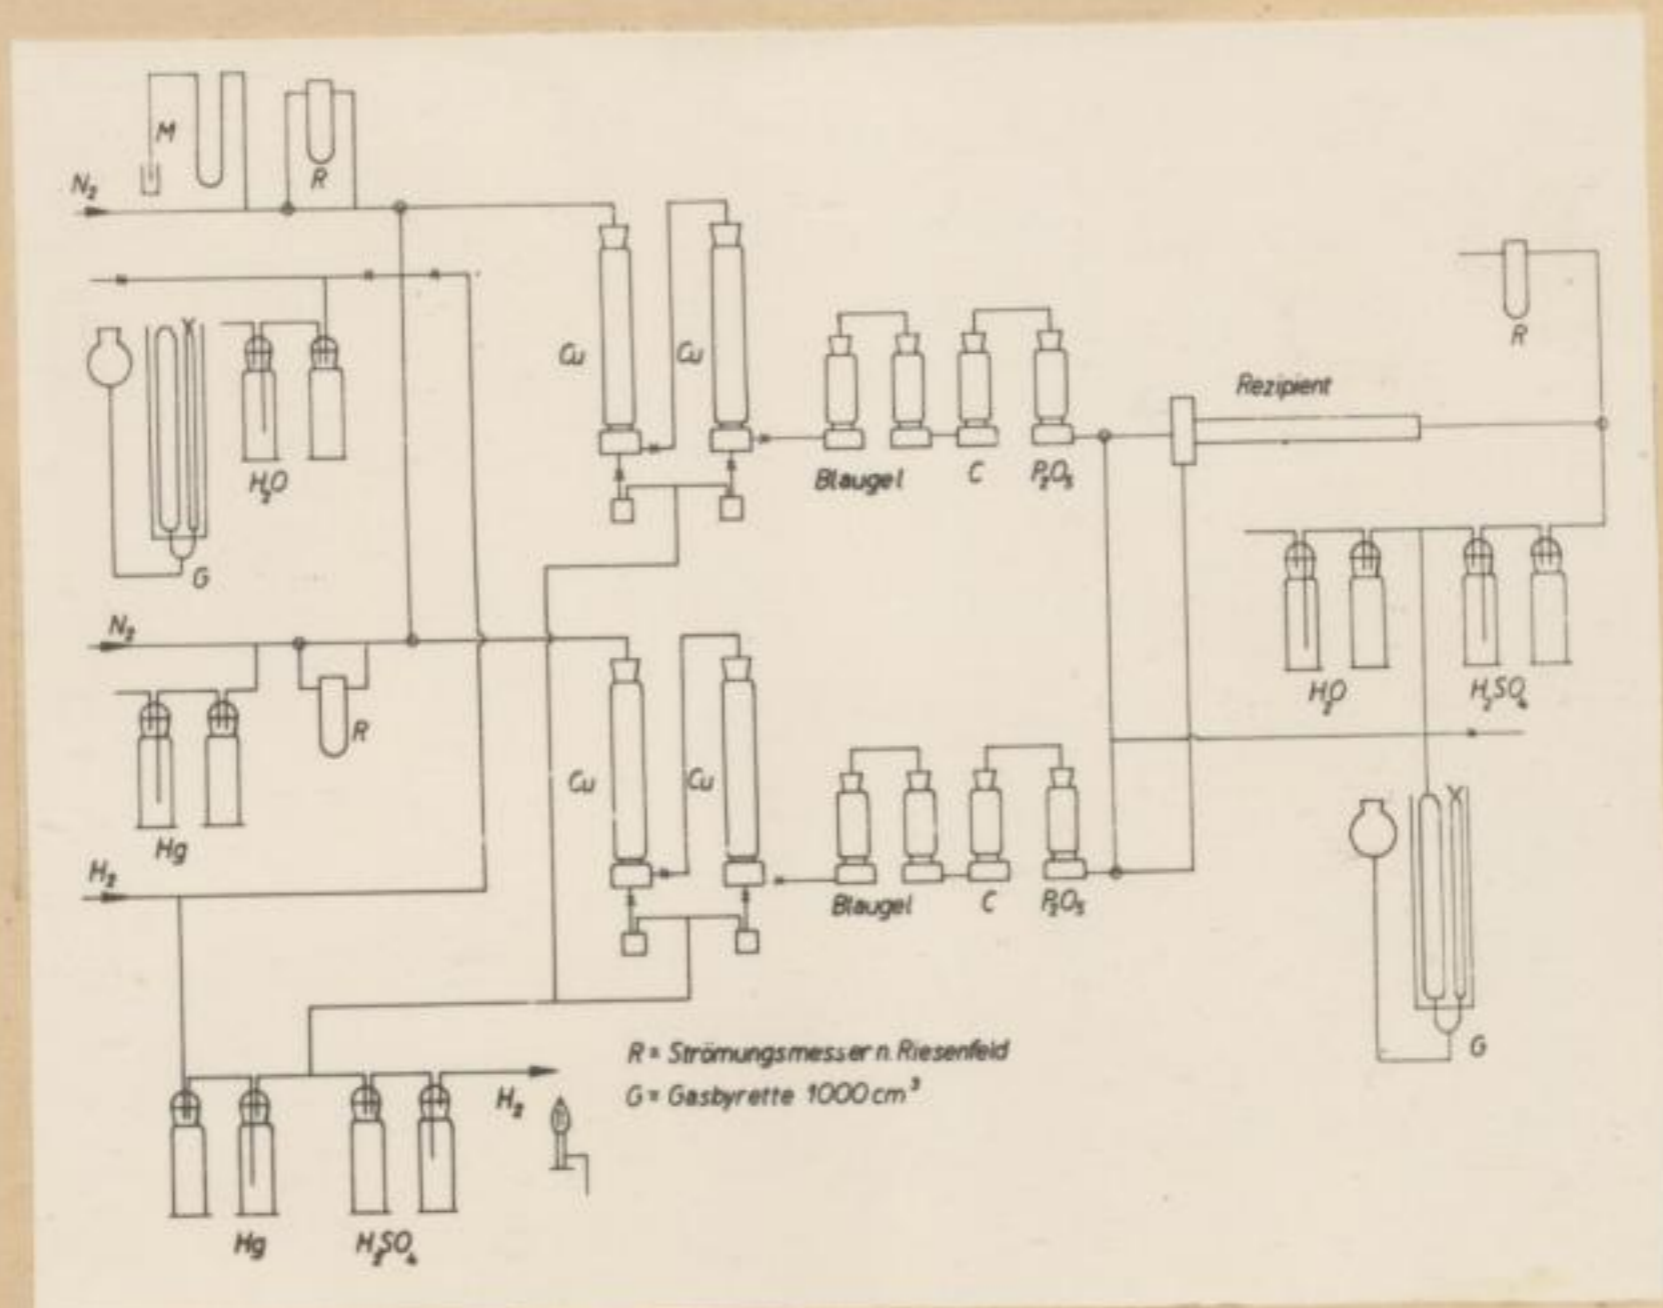 M
R
N₂
R
Cu
Cu
Rezipient
Blaugel
C
P₂O₅
H₂O
G
N₂
R
H₂O
H₂SO₄
Cu
Cu
Hg
H₂
Blaugel
C
P₂O₅
R = Strömungsmesser n. Riesenfeld
G = Gasbyrette 1000 cm³
G
H₂
Hg
H₂SO₄